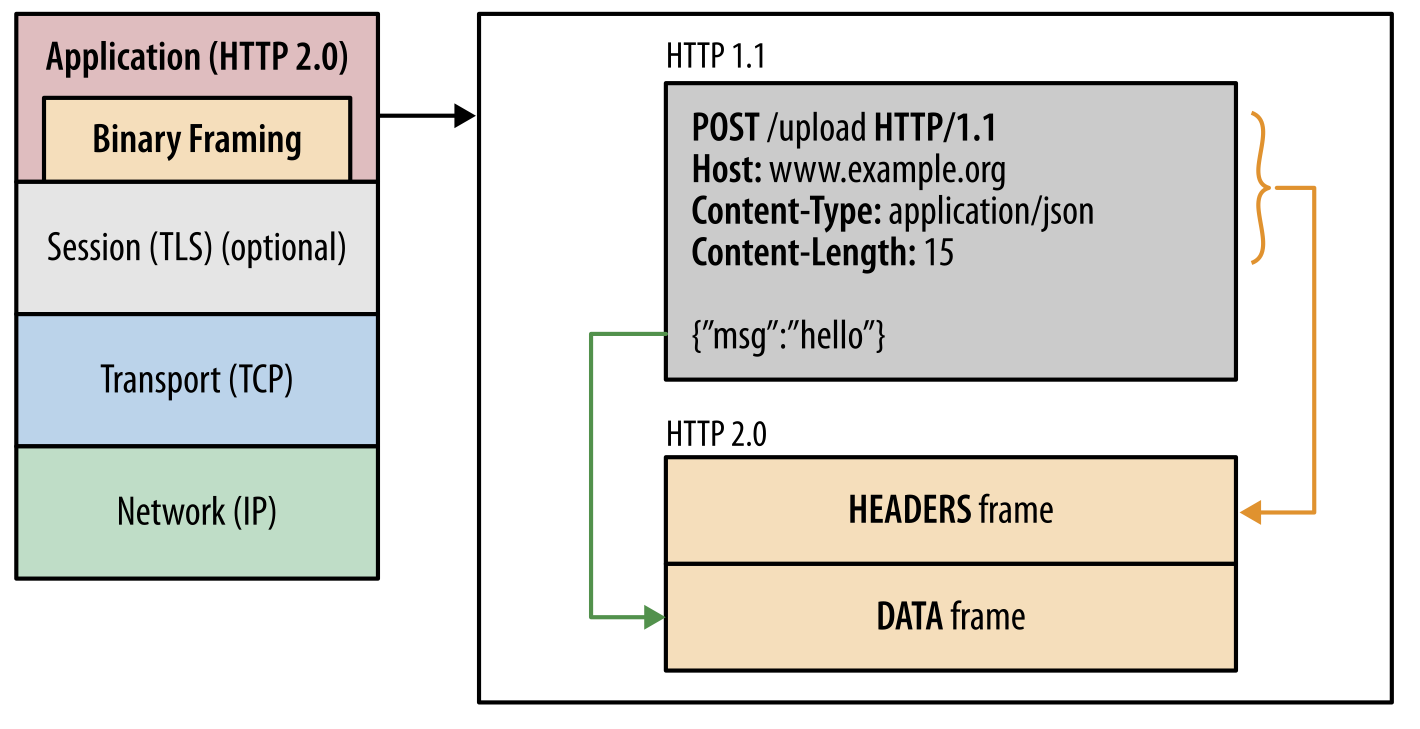 Application (HTTP 2.0)
Binary Framing
Session (TLS) (optional)
Transport (TCP)
Network (IP)
HTTP 1.1
POST /upload HTTP/1.1
Host: www.example.org
Content-Type: application/json
Content-Length: 15
{”msg”:”hello”}
HTTP 2.0
HEADERS frame
DATA frame